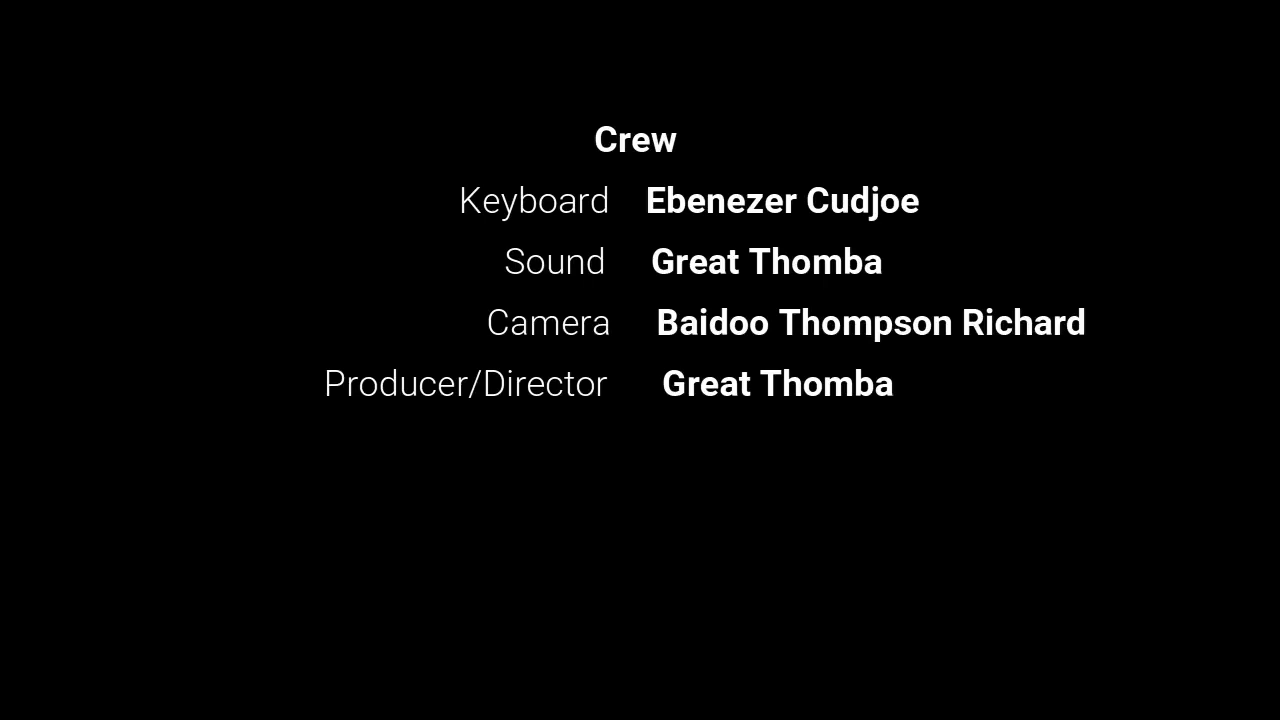 Crew
Keyboard Ebenezer Cudjoe
Sound Great Thomba
Camera Baidoo Thompson Richard
Producer/Director Great Thomba